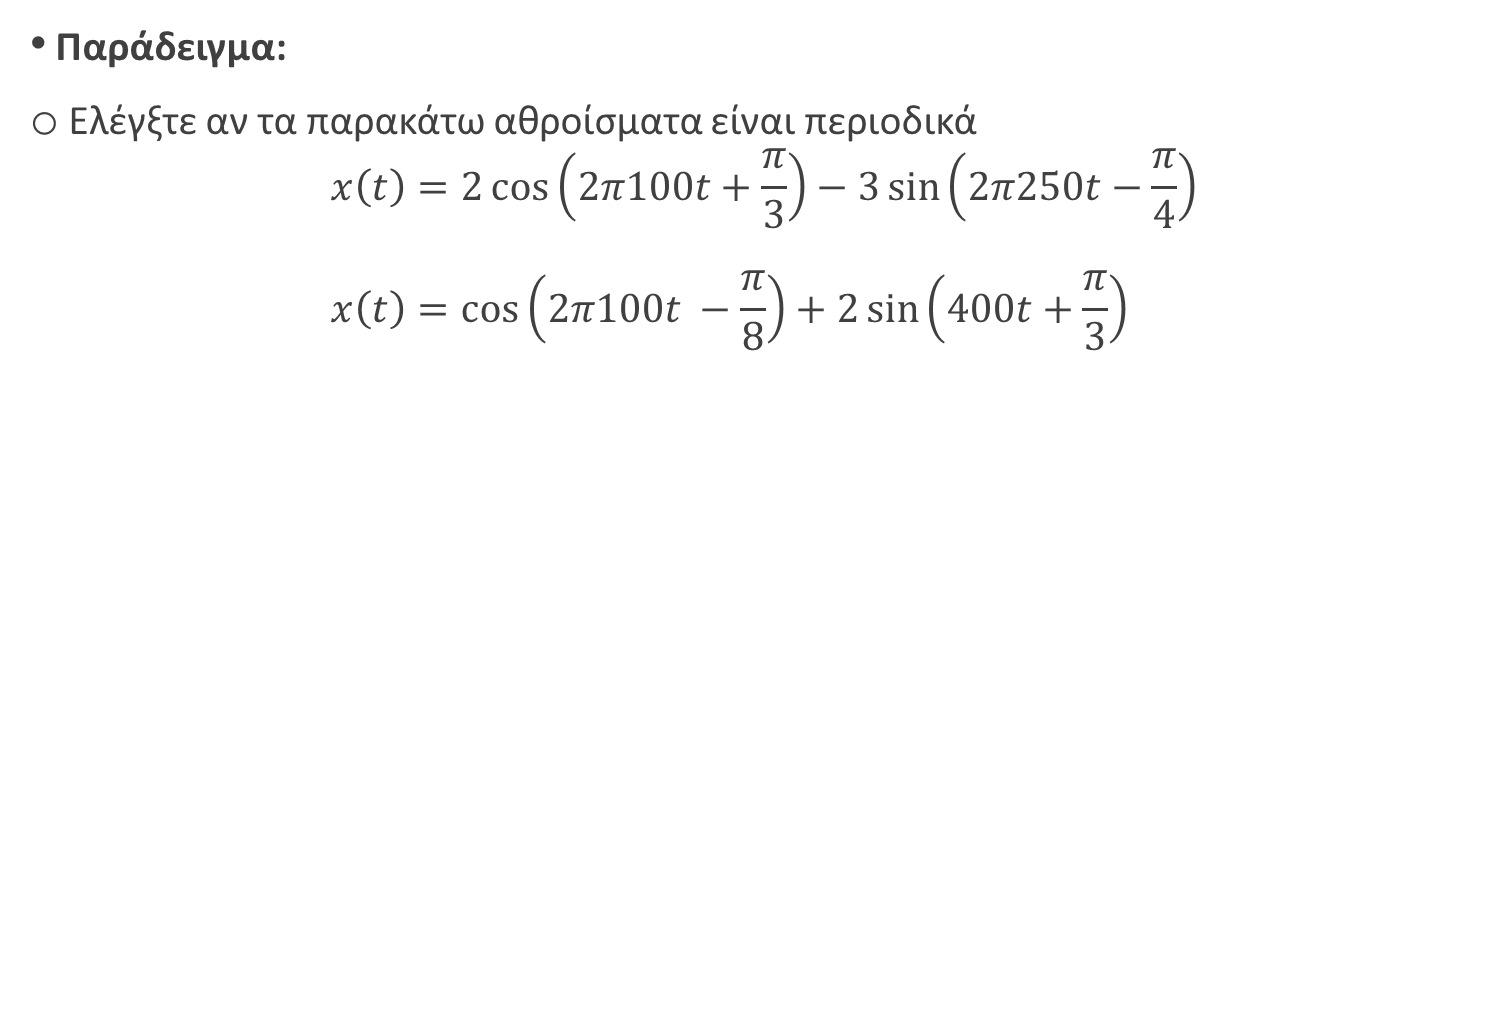 • Παράδειγμα:
○ Ελέγξτε αν τα παρακάτω αθροίσματα είναι περιοδικά
x(t) = 2 cos(2π100t + π/3) − 3 sin(2π250t − π/4)
x(t) = cos(2π100t − π/8) + 2 sin(400t + π/3)